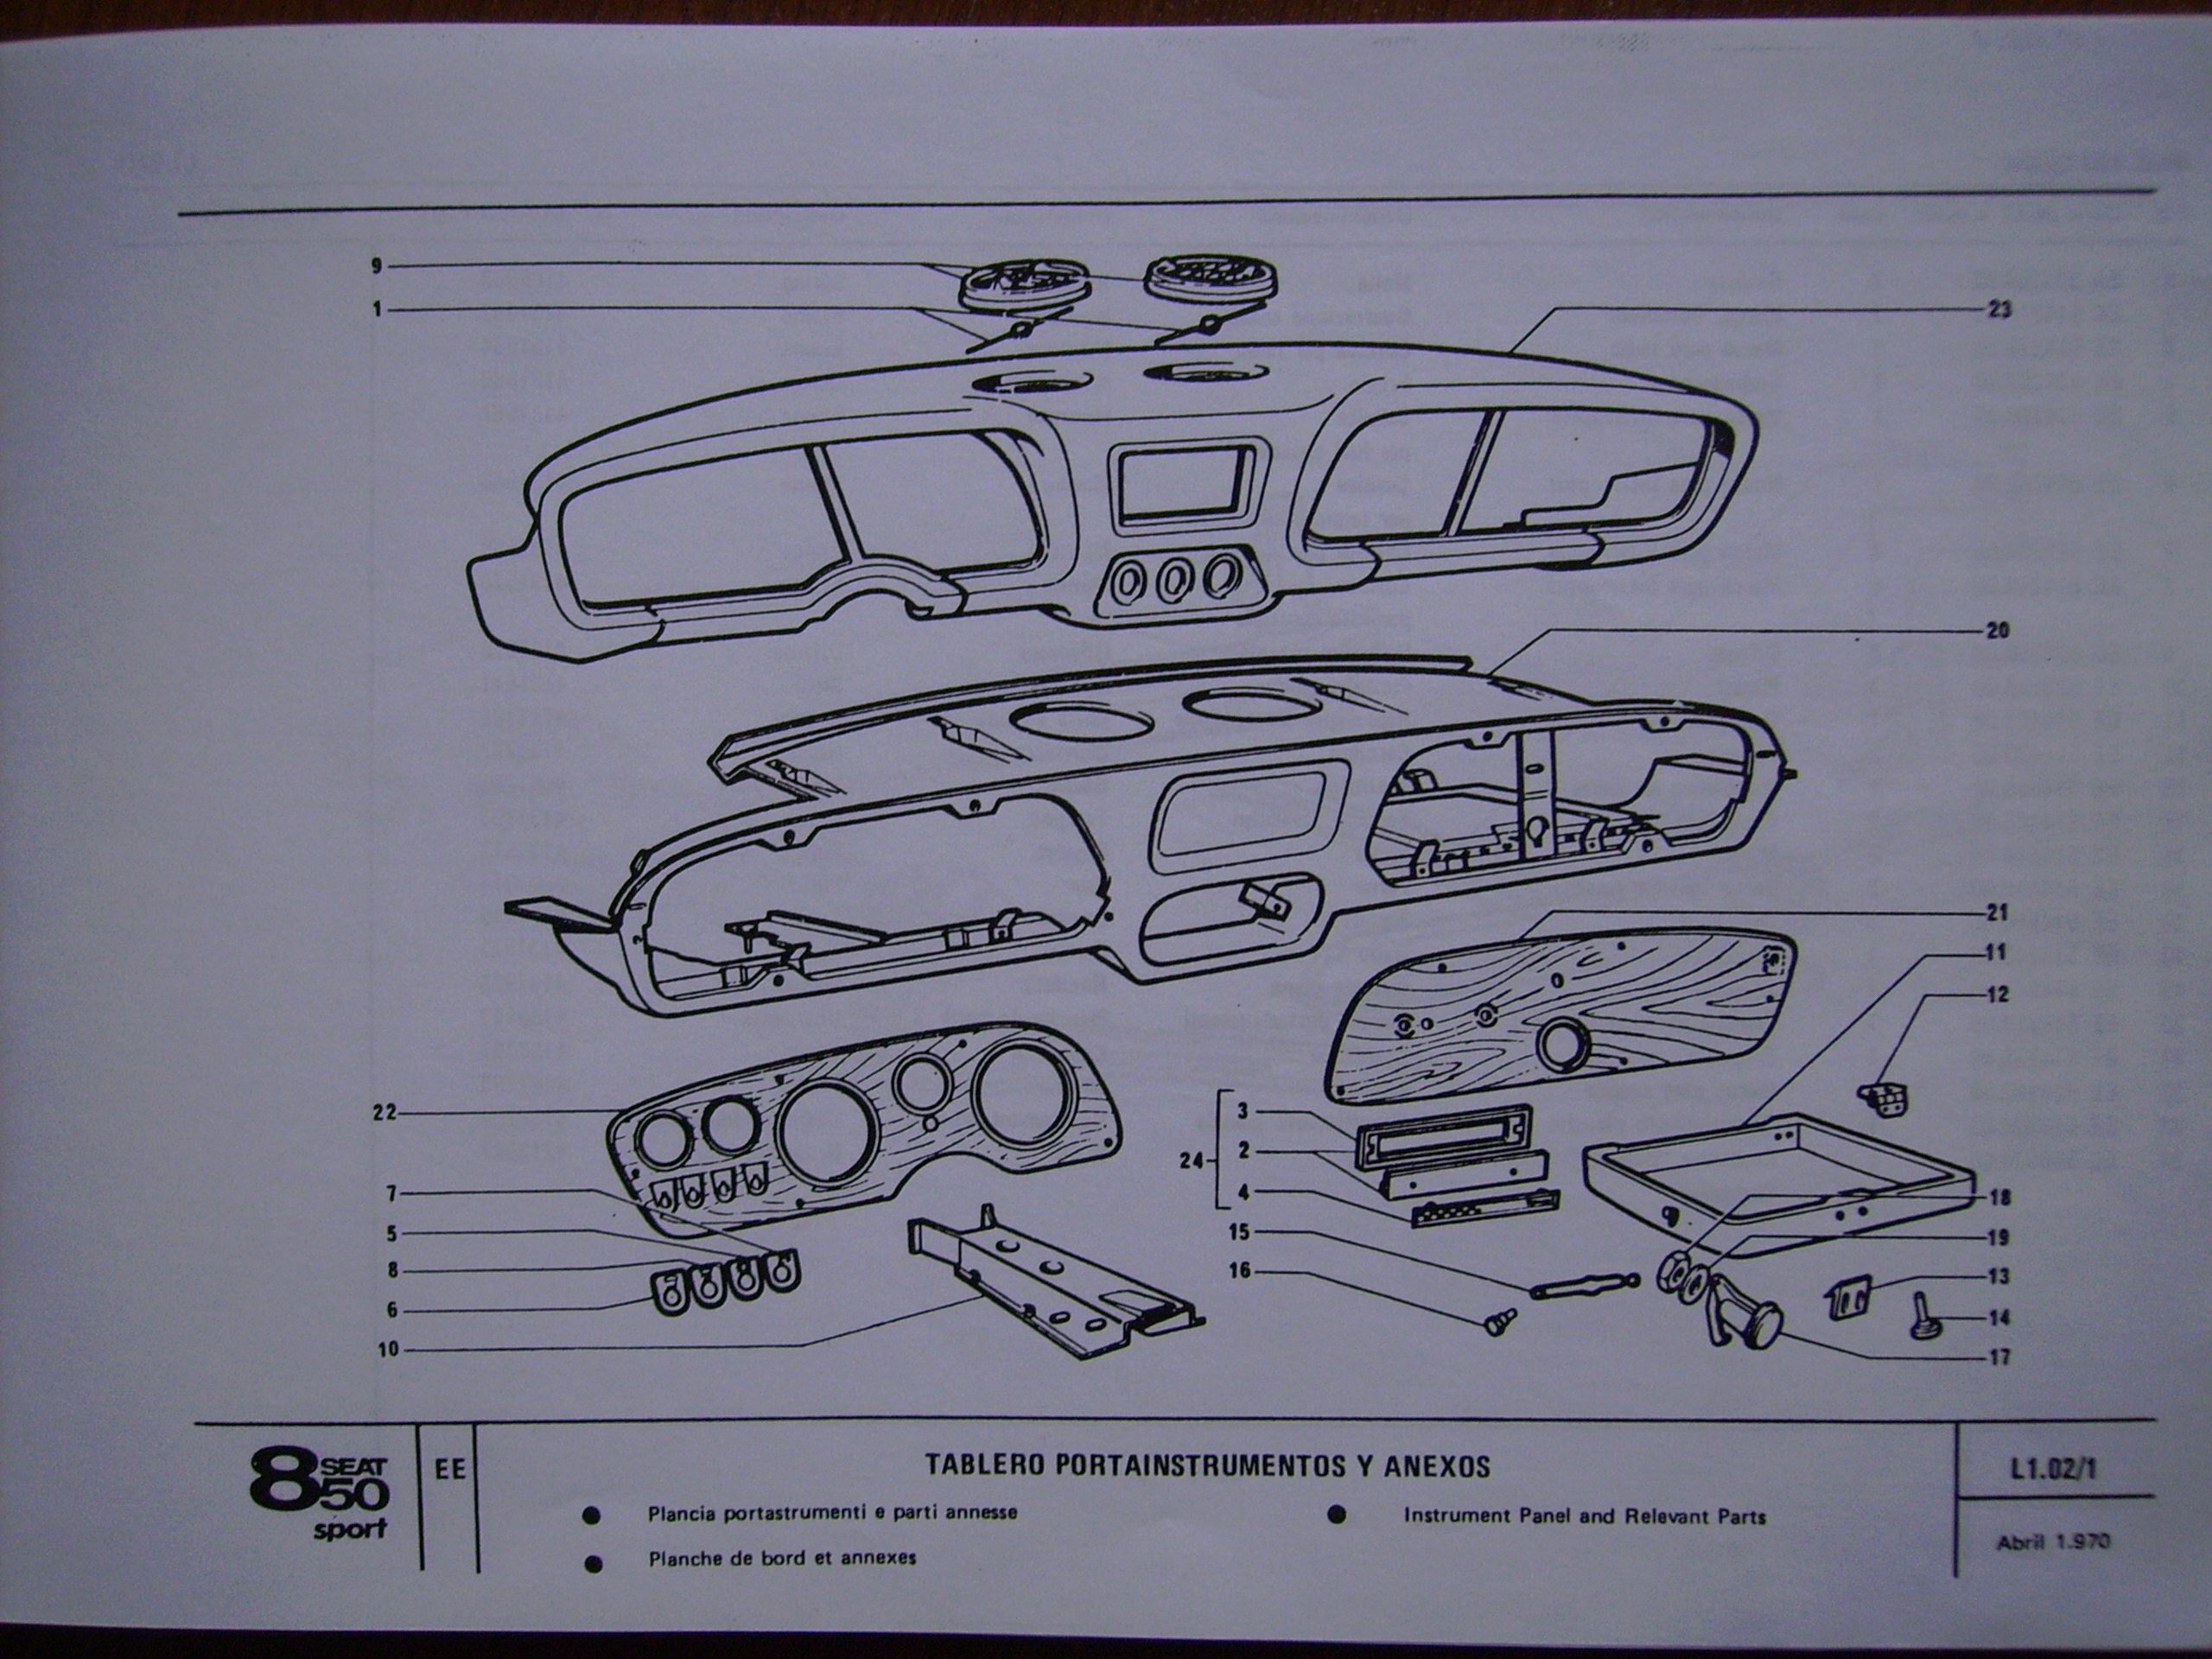 9
1
23
20
21
11
12
22
3
2
24
4
7
5
8
6
10
15
16
18
19
13
14
17
8 SEAT
50
sport
EE
TABLERO PORTAINSTRUMENTOS Y ANEXOS
● Plancia portastrumenti e parti annesse
● Instrument Panel and Relevant Parts
● Planche de bord et annexes
L1.02/1
Abril 1.970